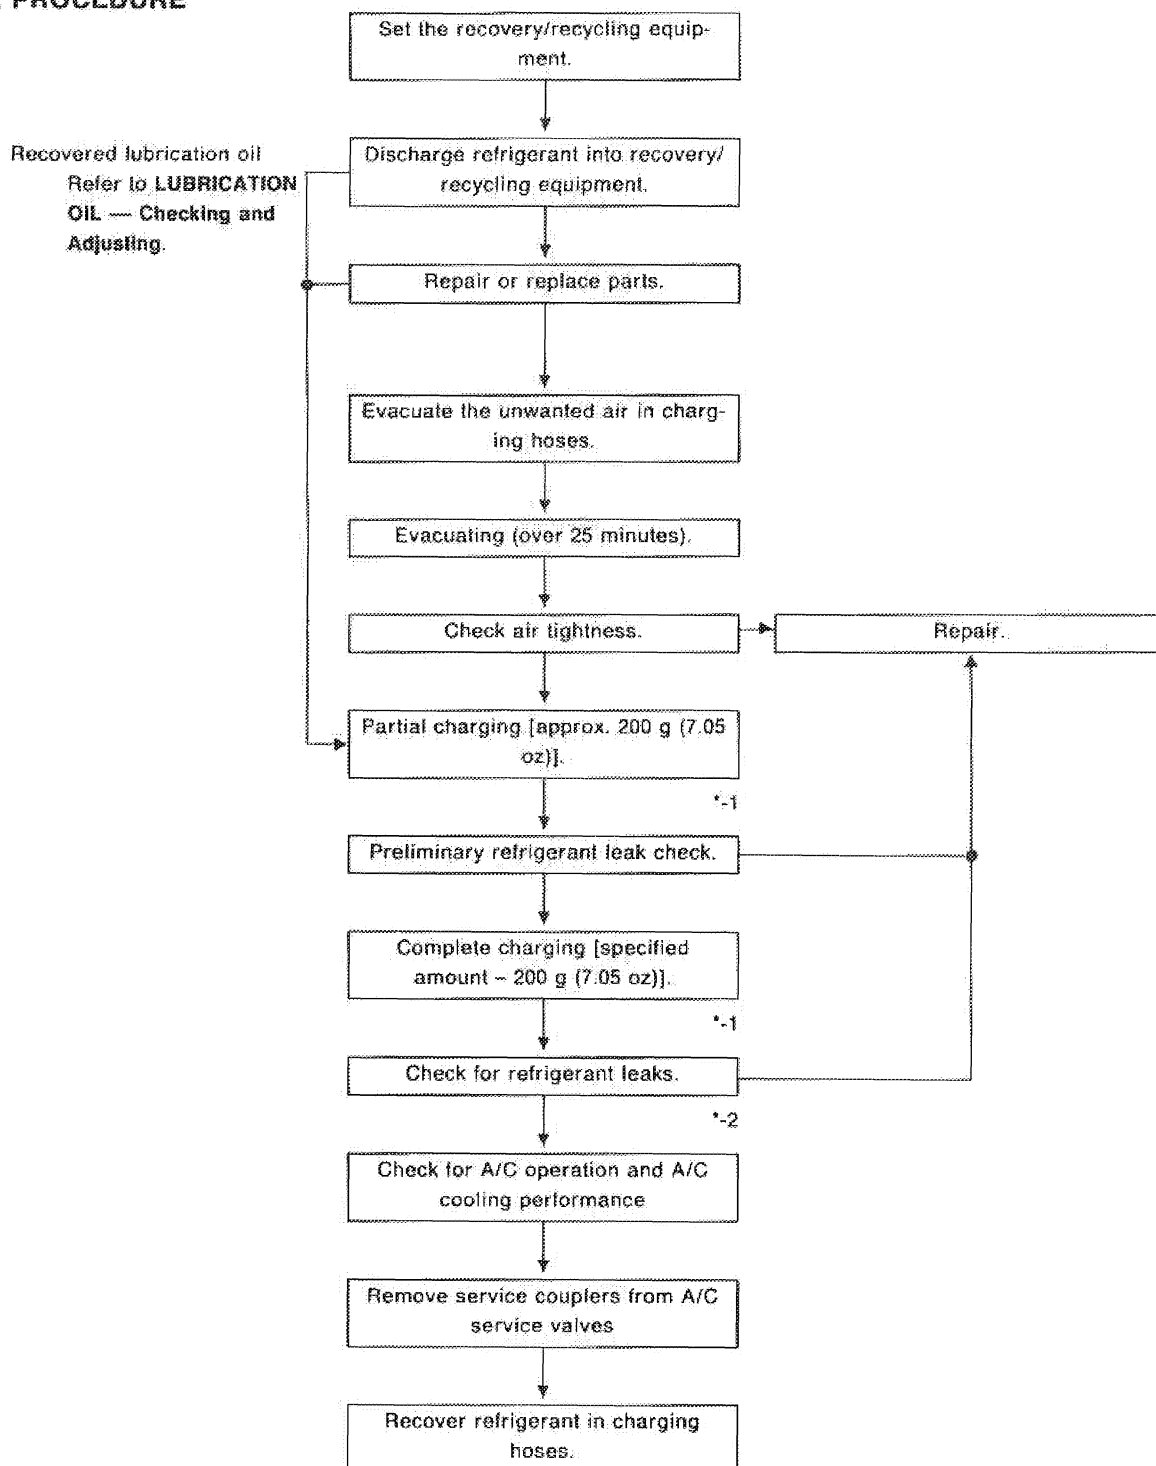 PROCEDURE
Set the recovery/recycling equip-
ment.
Recovered lubrication oil
Refer to LUBRICATION
OIL — Checking and
Adjusting.
Discharge refrigerant into recovery/
recycling equipment.
Repair or replace parts.
Evacuate the unwanted air in charg-
ing hoses.
Evacuating (over 25 minutes).
Check air tightness.
Repair.
Partial charging [approx. 200 g (7.05
oz)].
*-1
Preliminary refrigerant leak check.
Complete charging [specified
amount – 200 g (7.05 oz)].
*-1
Check for refrigerant leaks.
*-2
Check for A/C operation and A/C
cooling performance
Remove service couplers from A/C
service valves
Recover refrigerant in charging
hoses.